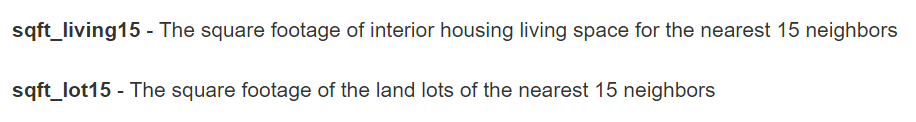 sqft_living15 - The square footage of interior housing living space for the nearest 15 neighbors
sqft_lot15 - The square footage of the land lots of the nearest 15 neighbors